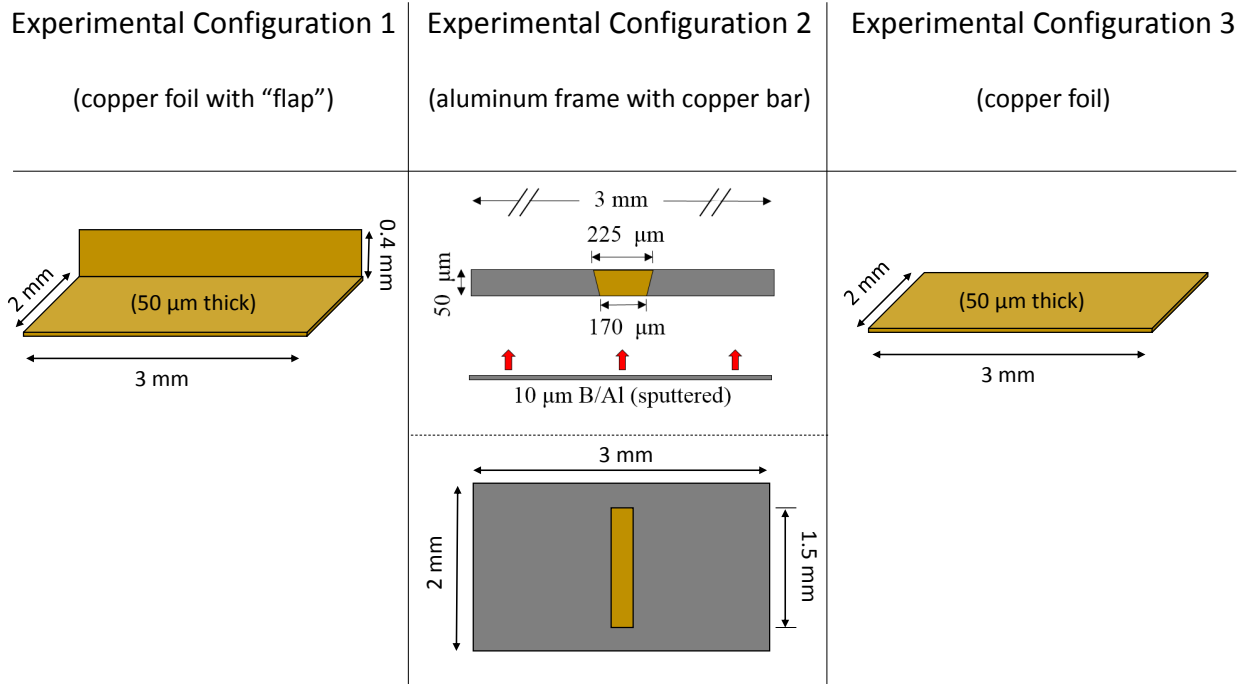 Experimental Configuration 1
(copper foil with “flap”)
2 mm
(50 µm thick)
0.4 mm
3 mm
Experimental Configuration 2
(aluminum frame with copper bar)
3 mm
225 µm
50 µm
170 µm
10 µm B/Al (sputtered)
3 mm
2 mm
1.5 mm
Experimental Configuration 3
(copper foil)
2 mm
(50 µm thick)
3 mm